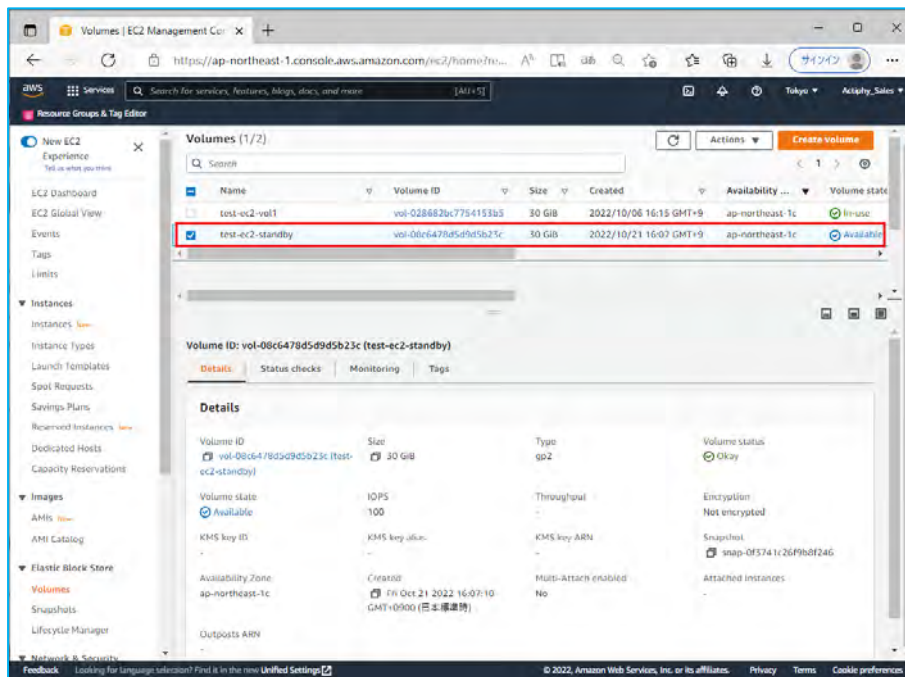 Volumes | EC2 Management Con
https://ap-northeast-1.console.aws.amazon.com/ec2/home?re...
サインイン
aws
Services
Search for services, features, blogs, docs, and more
[Alt+S]
Tokyo
Actiphy_Sales
Resource Groups & Tag Editor
New EC2
Experience
Tell us what you think
EC2 Dashboard
EC2 Global View
Events
Tags
Limits
Instances
Instances New
Instance Types
Launch Templates
Spot Requests
Savings Plans
Reserved Instances New
Dedicated Hosts
Capacity Reservations
Images
AMIs New
AMI Catalog
Elastic Block Store
Volumes
Snapshots
Lifecycle Manager
Network & Security
Volumes (1/2)
Actions
Create volume
Search
1
Name Volume ID Size Created Availability ... Volume state
test-ec2-vol1 vol-028682bc7754153b5 30 GiB 2022/10/06 16:15 GMT+9 ap-northeast-1c In-use
test-ec2-standby vol-08c6478d5d9d5b23c 30 GiB 2022/10/21 16:07 GMT+9 ap-northeast-1c Available
Volume ID: vol-08c6478d5d9d5b23c (test-ec2-standby)
Details Status checks Monitoring Tags
Details
Volume ID Size Type Volume status
vol-08c6478d5d9d5b23c (test-ec2-standby) 30 GiB gp2 Okay
Volume state IOPS Throughput Encryption
Available 100 - Not encrypted
KMS key ID KMS key alias KMS key ARN Snapshot
- - - snap-0f3741c26f9b8f246
Availability Zone Created Multi-Attach enabled Attached Instances
ap-northeast-1c Fri Oct 21 2022 16:07:10 GMT+0900 (日本標準時) No -
Outposts ARN
-
Feedback Looking for language selection? Find it in the new Unified Settings
© 2022, Amazon Web Services, Inc. or its affiliates. Privacy Terms Cookie preferences